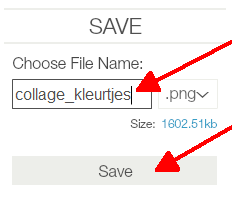 SAVE
Choose File Name:
collage_kleurtjes .png
Size: 1602.51kb
Save